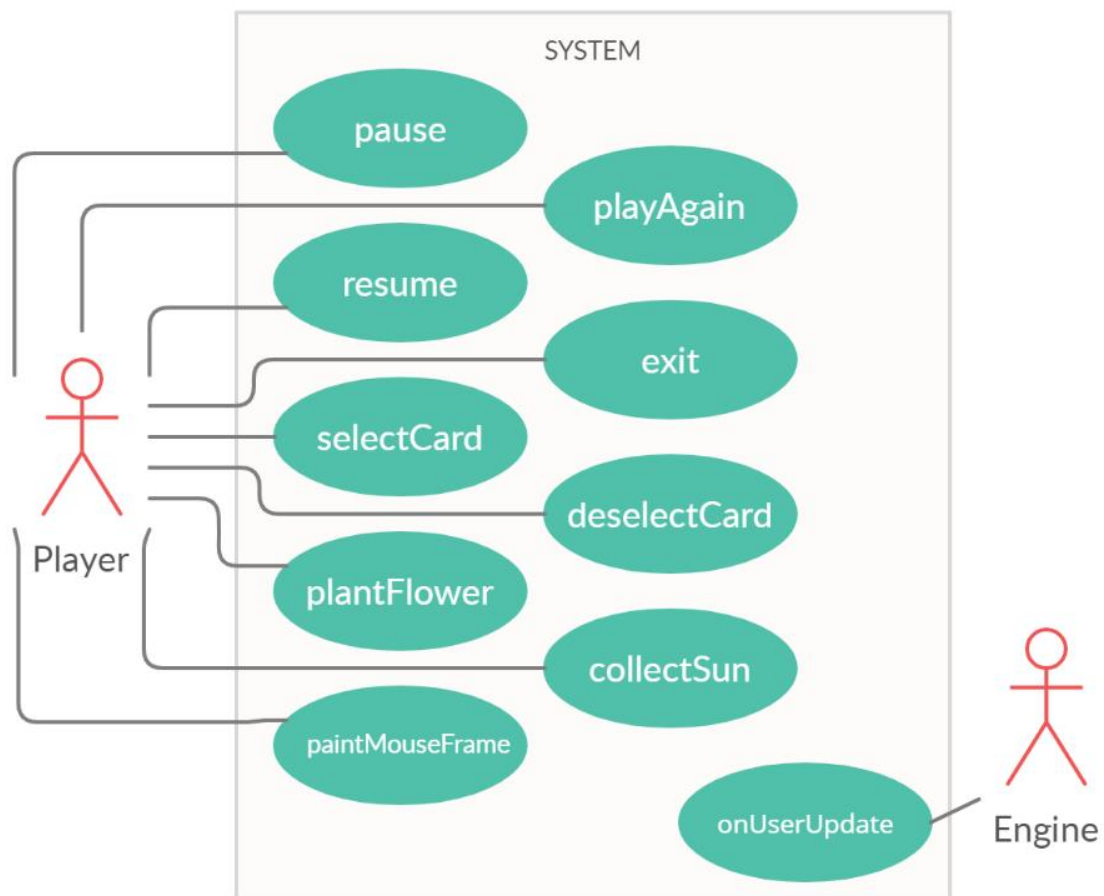 SYSTEM
pause
playAgain
resume
exit
selectCard
deselectCard
Player
plantFlower
collectSun
paintMouseFrame
onUserUpdate
Engine